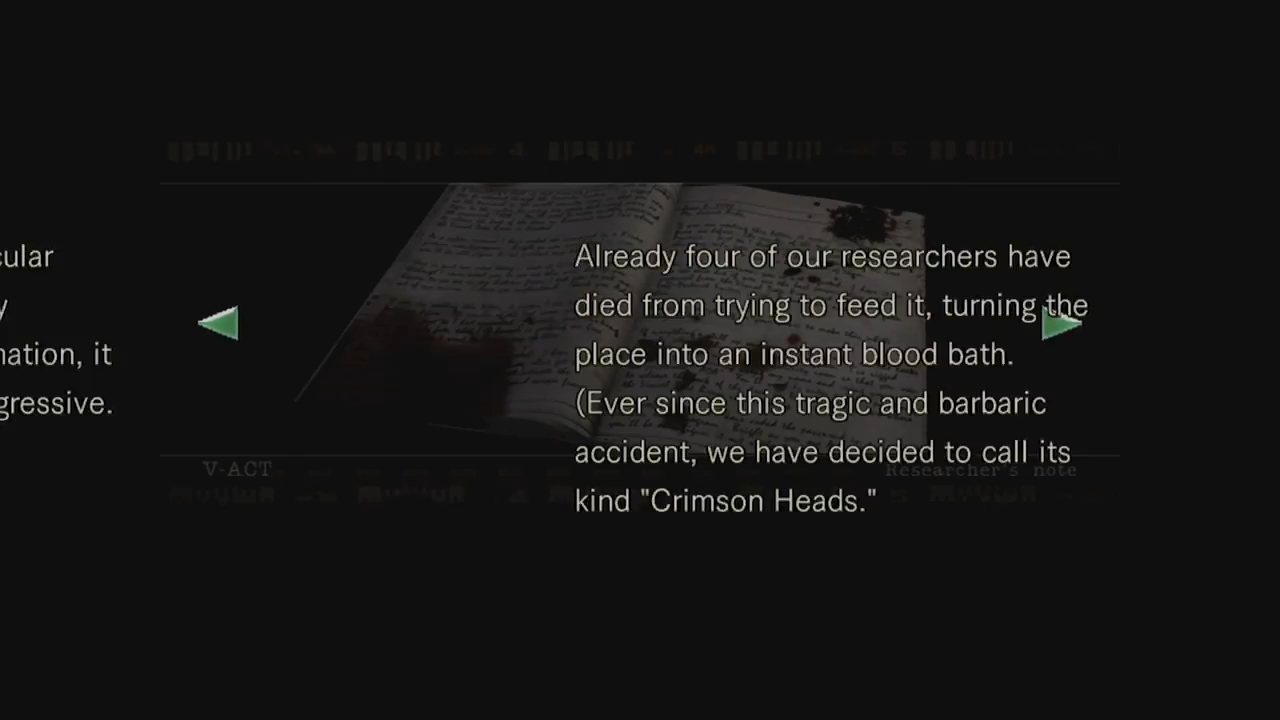 cular
y
nation, it
gressive.
Already four of our researchers have
died from trying to feed it, turning the
place into an instant blood bath.
(Ever since this tragic and barbaric
accident, we have decided to call its
kind "Crimson Heads."
V-ACT
Researcher's note